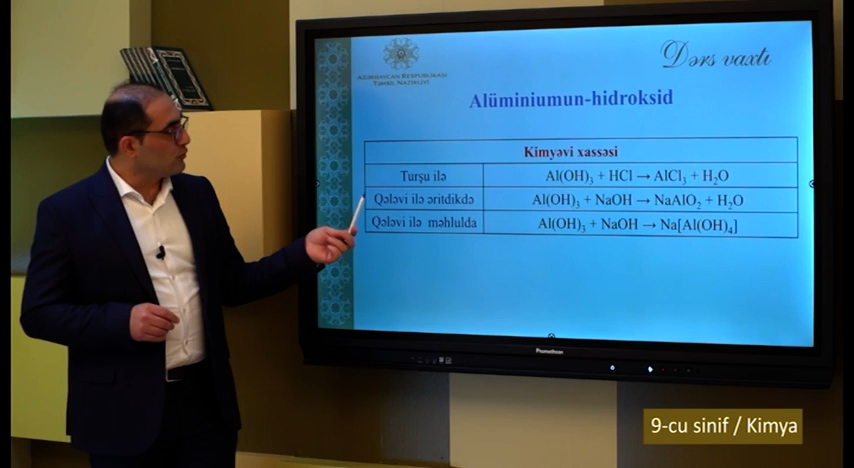 Dərs vaxtı
AZƏRBAYCAN RESPUBLİKASI
TƏHSİL NAZİRLİYİ
Alüminiumun-hidroksid
Kimyəvi xassəsi
Turşu ilə Al(OH)₃ + HCl → AlCl₃ + H₂O
Qələvi ilə əritdikdə Al(OH)₃ + NaOH → NaAlO₂ + H₂O
Qələvi ilə məhlulda Al(OH)₃ + NaOH → Na[Al(OH)₄]
Promethean
9-cu sinif / Kimya